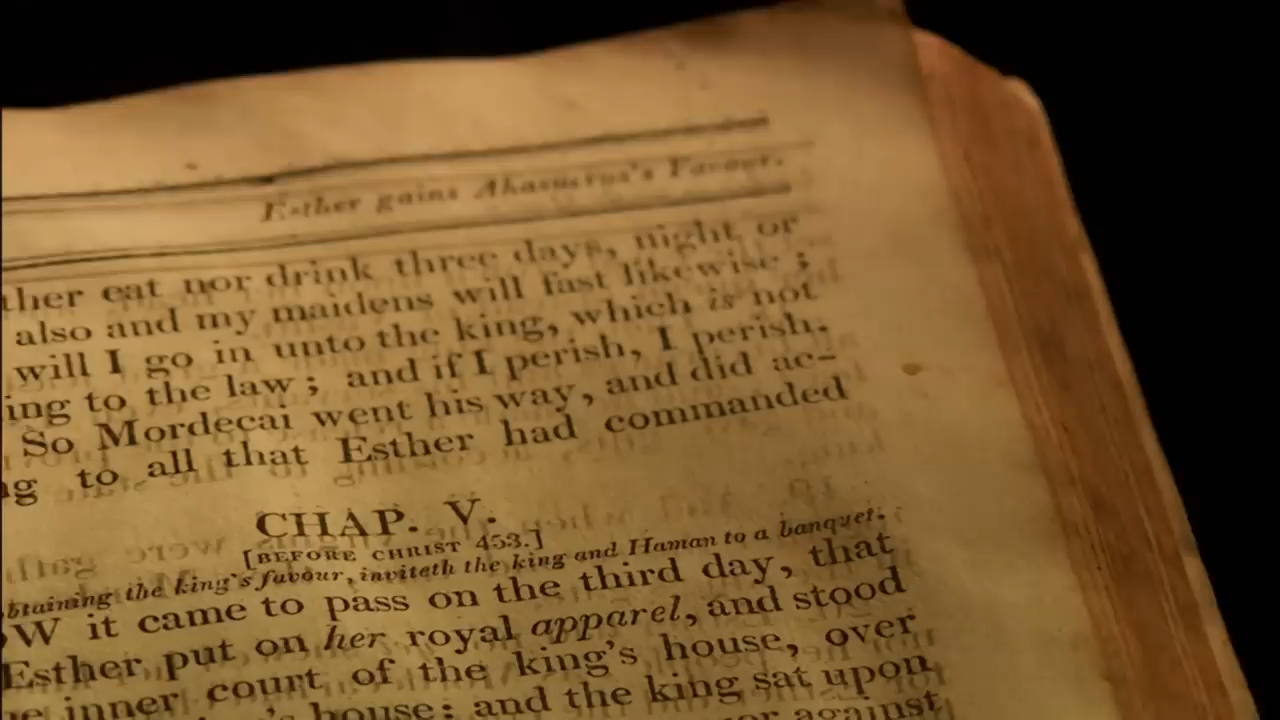 Esther gains Ahasuerus's Favour.
ther eat nor drink three days, night or
also and my maidens will fast likewise ;
will I go in unto the king, which is not
ing to the law ; and if I perish, I perish.
So Mordecai went his way, and did ac-
ng to all that Esther had commanded
CHAP. V.
[BEFORE CHRIST 453.]
btaining the king's favour, inviteth the king and Haman to a banquet.
OW it came to pass on the third day, that
Esther put on her royal apparel, and stood
e inner court of the king's house, over
's house: and the king sat upon
against